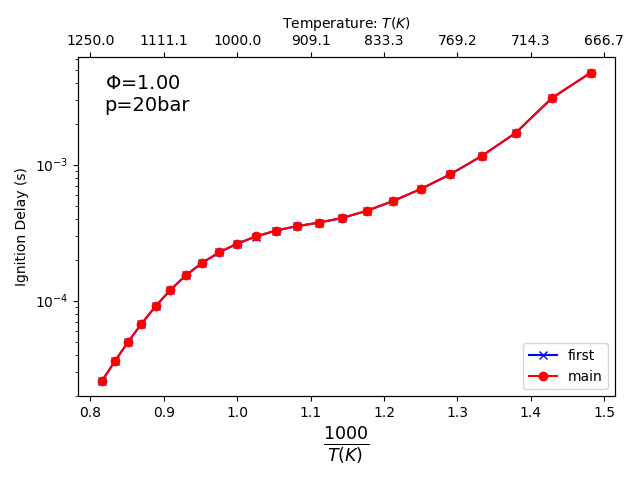 Temperature: T(K)
1250.0 1111.1 1000.0 909.1 833.3 769.2 714.3 666.7
Φ=1.00
p=20bar
Ignition Delay (s)
10⁻³
10⁻⁴
first
main
0.8 0.9 1.0 1.1 1.2 1.3 1.4 1.5
1000
T(K)